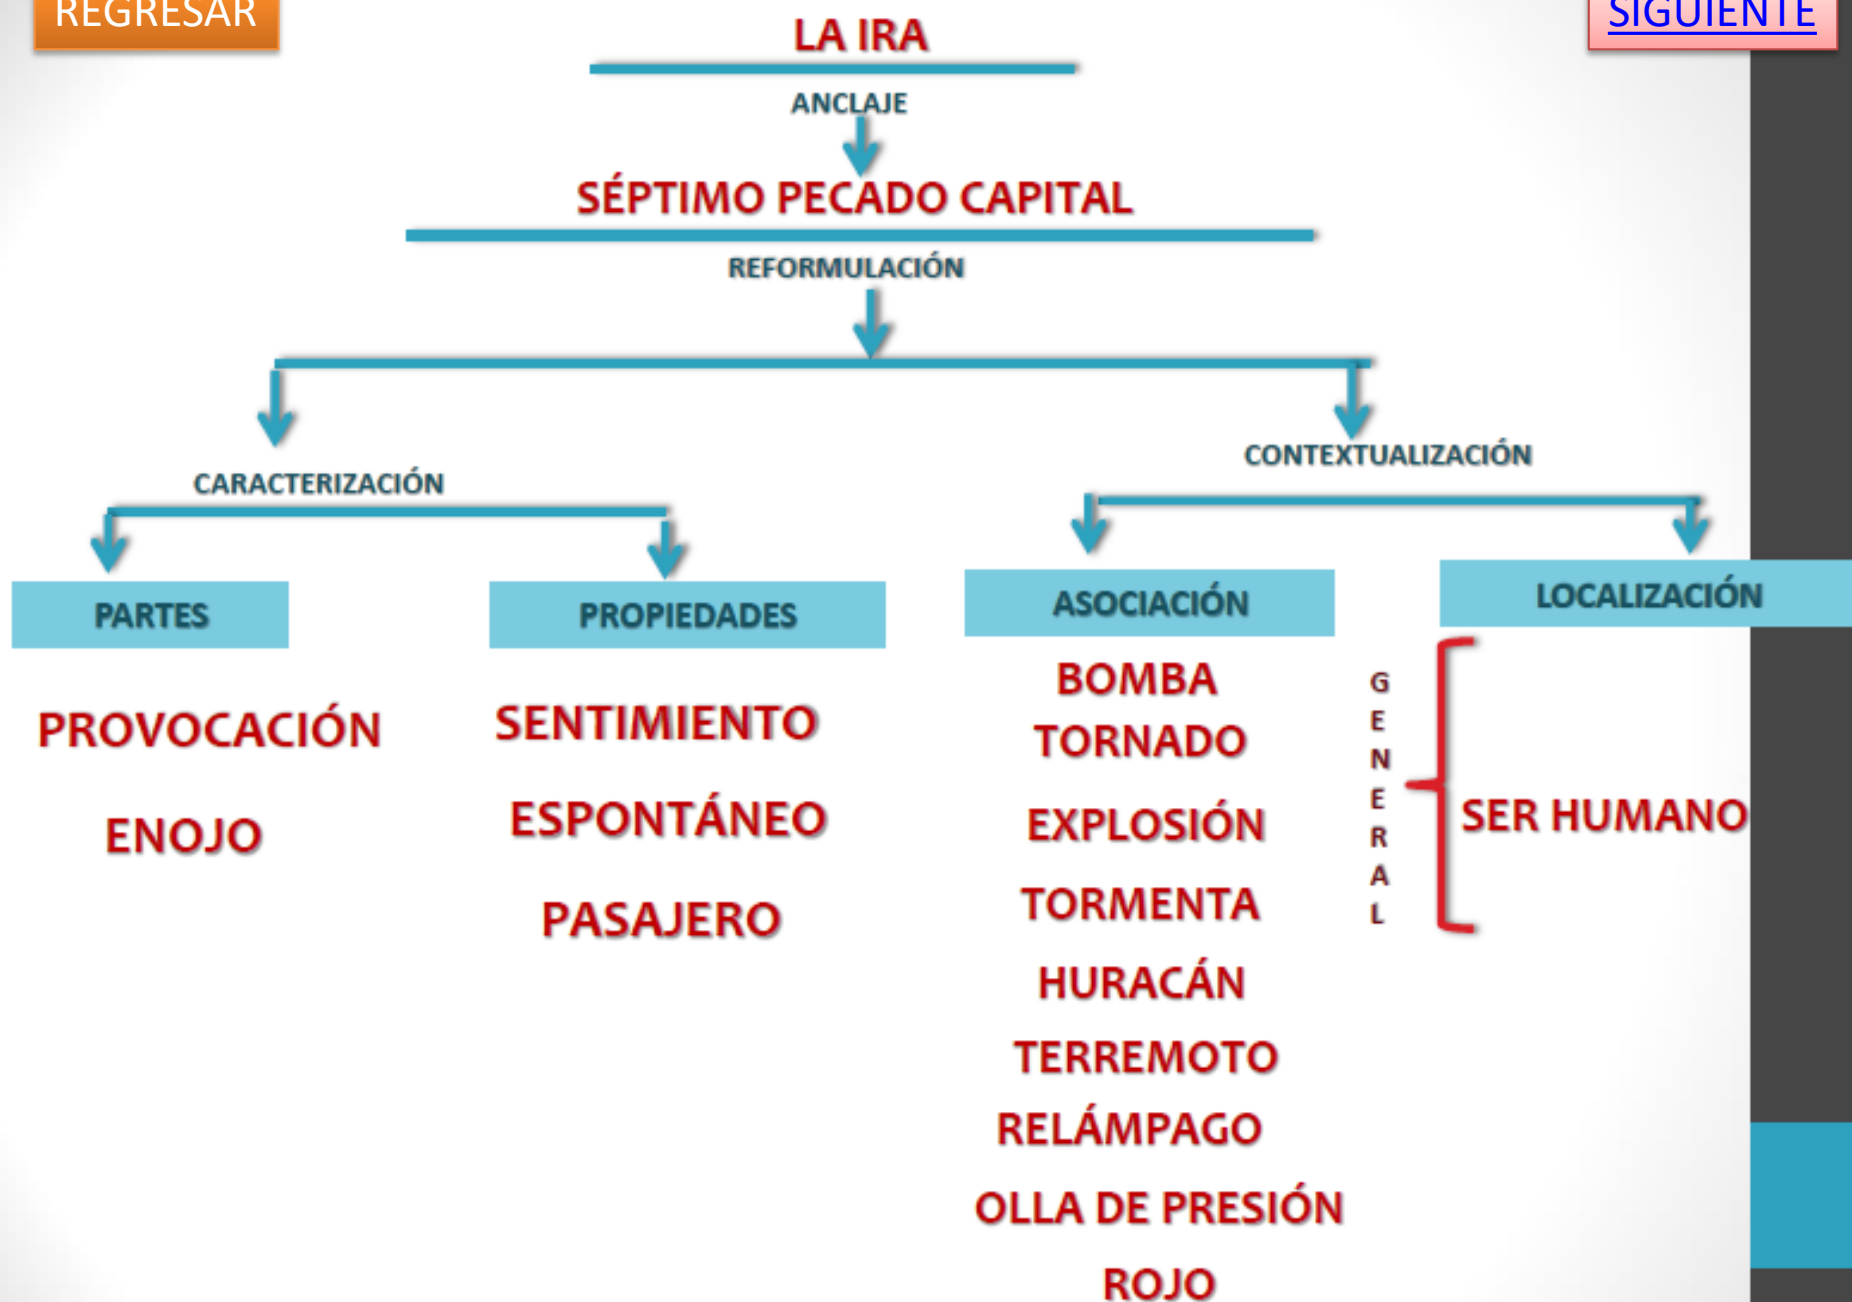 REGRESAR
SIGUIENTE
LA IRA
ANCLAJE
SÉPTIMO PECADO CAPITAL
REFORMULACIÓN
CARACTERIZACIÓN
CONTEXTUALIZACIÓN
PARTES
PROVOCACIÓN
ENOJO
PROPIEDADES
SENTIMIENTO
ESPONTÁNEO
PASAJERO
ASOCIACIÓN
BOMBA
TORNADO
EXPLOSIÓN
TORMENTA
HURACÁN
TERREMOTO
RELÁMPAGO
OLLA DE PRESIÓN
ROJO
LOCALIZACIÓN
GENERAL
SER HUMANO